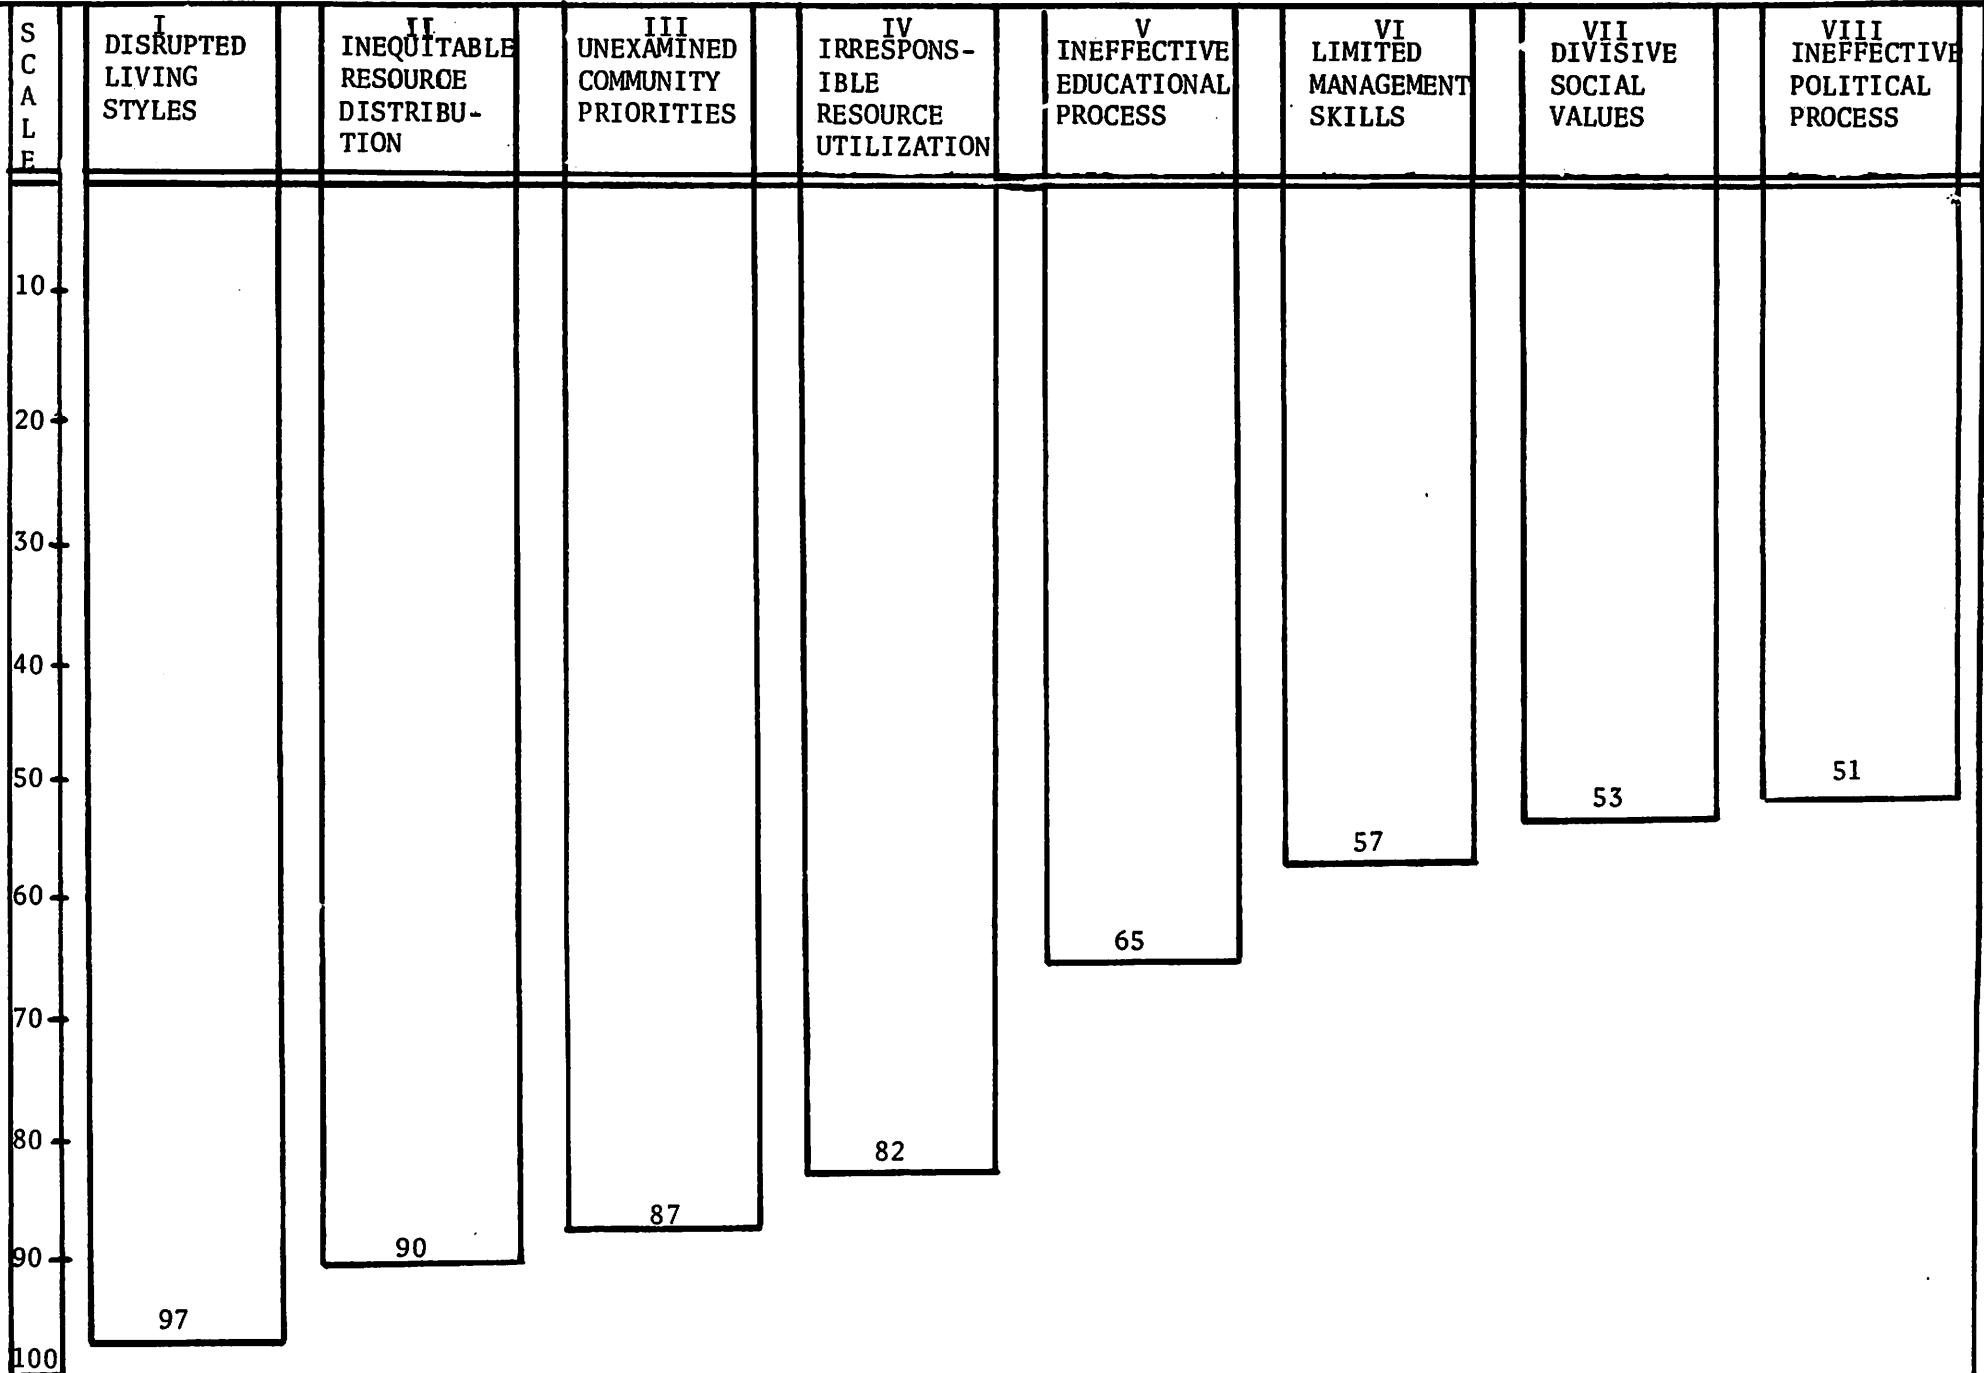 S
C
A
L
E
I
DISRUPTED
LIVING
STYLES
II
INEQUITABLE
RESOURCE
DISTRIBU-
TION
III
UNEXAMINED
COMMUNITY
PRIORITIES
IV
IRRESPONS-
IBLE
RESOURCE
UTILIZATION
V
INEFFECTIVE
EDUCATIONAL
PROCESS
VI
LIMITED
MANAGEMENT
SKILLS
VII
DIVISIVE
SOCIAL
VALUES
VIII
INEFFECTIVE
POLITICAL
PROCESS
10
20
30
40
50
60
70
80
90
100
97
90
87
82
65
57
53
51